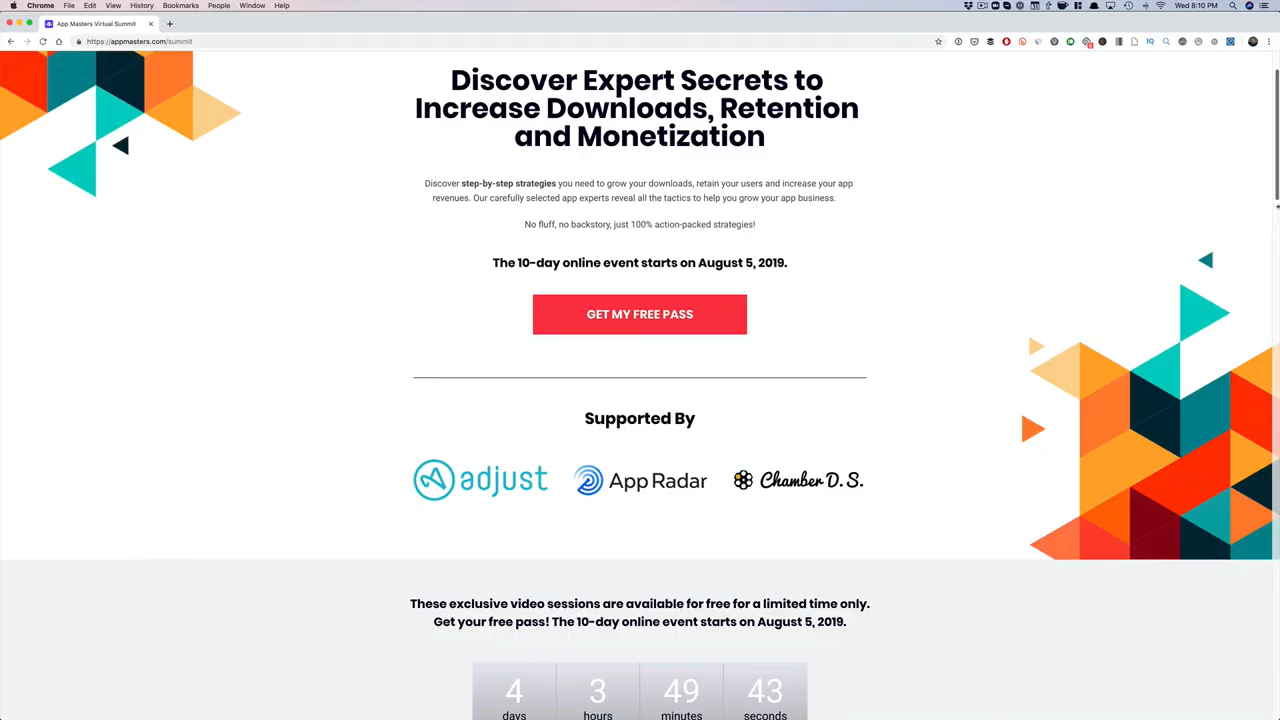 Chrome File Edit View History Bookmarks People Window Help
Wed 8:10 PM
App Masters Virtual Summit
https://appmasters.com/summit
Discover Expert Secrets to
Increase Downloads, Retention
and Monetization
Discover step-by-step strategies you need to grow your downloads, retain your users and increase your app
revenues. Our carefully selected app experts reveal all the tactics to help you grow your app business.
No fluff, no backstory, just 100% action-packed strategies!
The 10-day online event starts on August 5, 2019.
GET MY FREE PASS
Supported By
adjust App Radar Chamber D. S.
These exclusive video sessions are available for free for a limited time only.
Get your free pass! The 10-day online event starts on August 5, 2019.
4 3 49 43
days hours minutes seconds